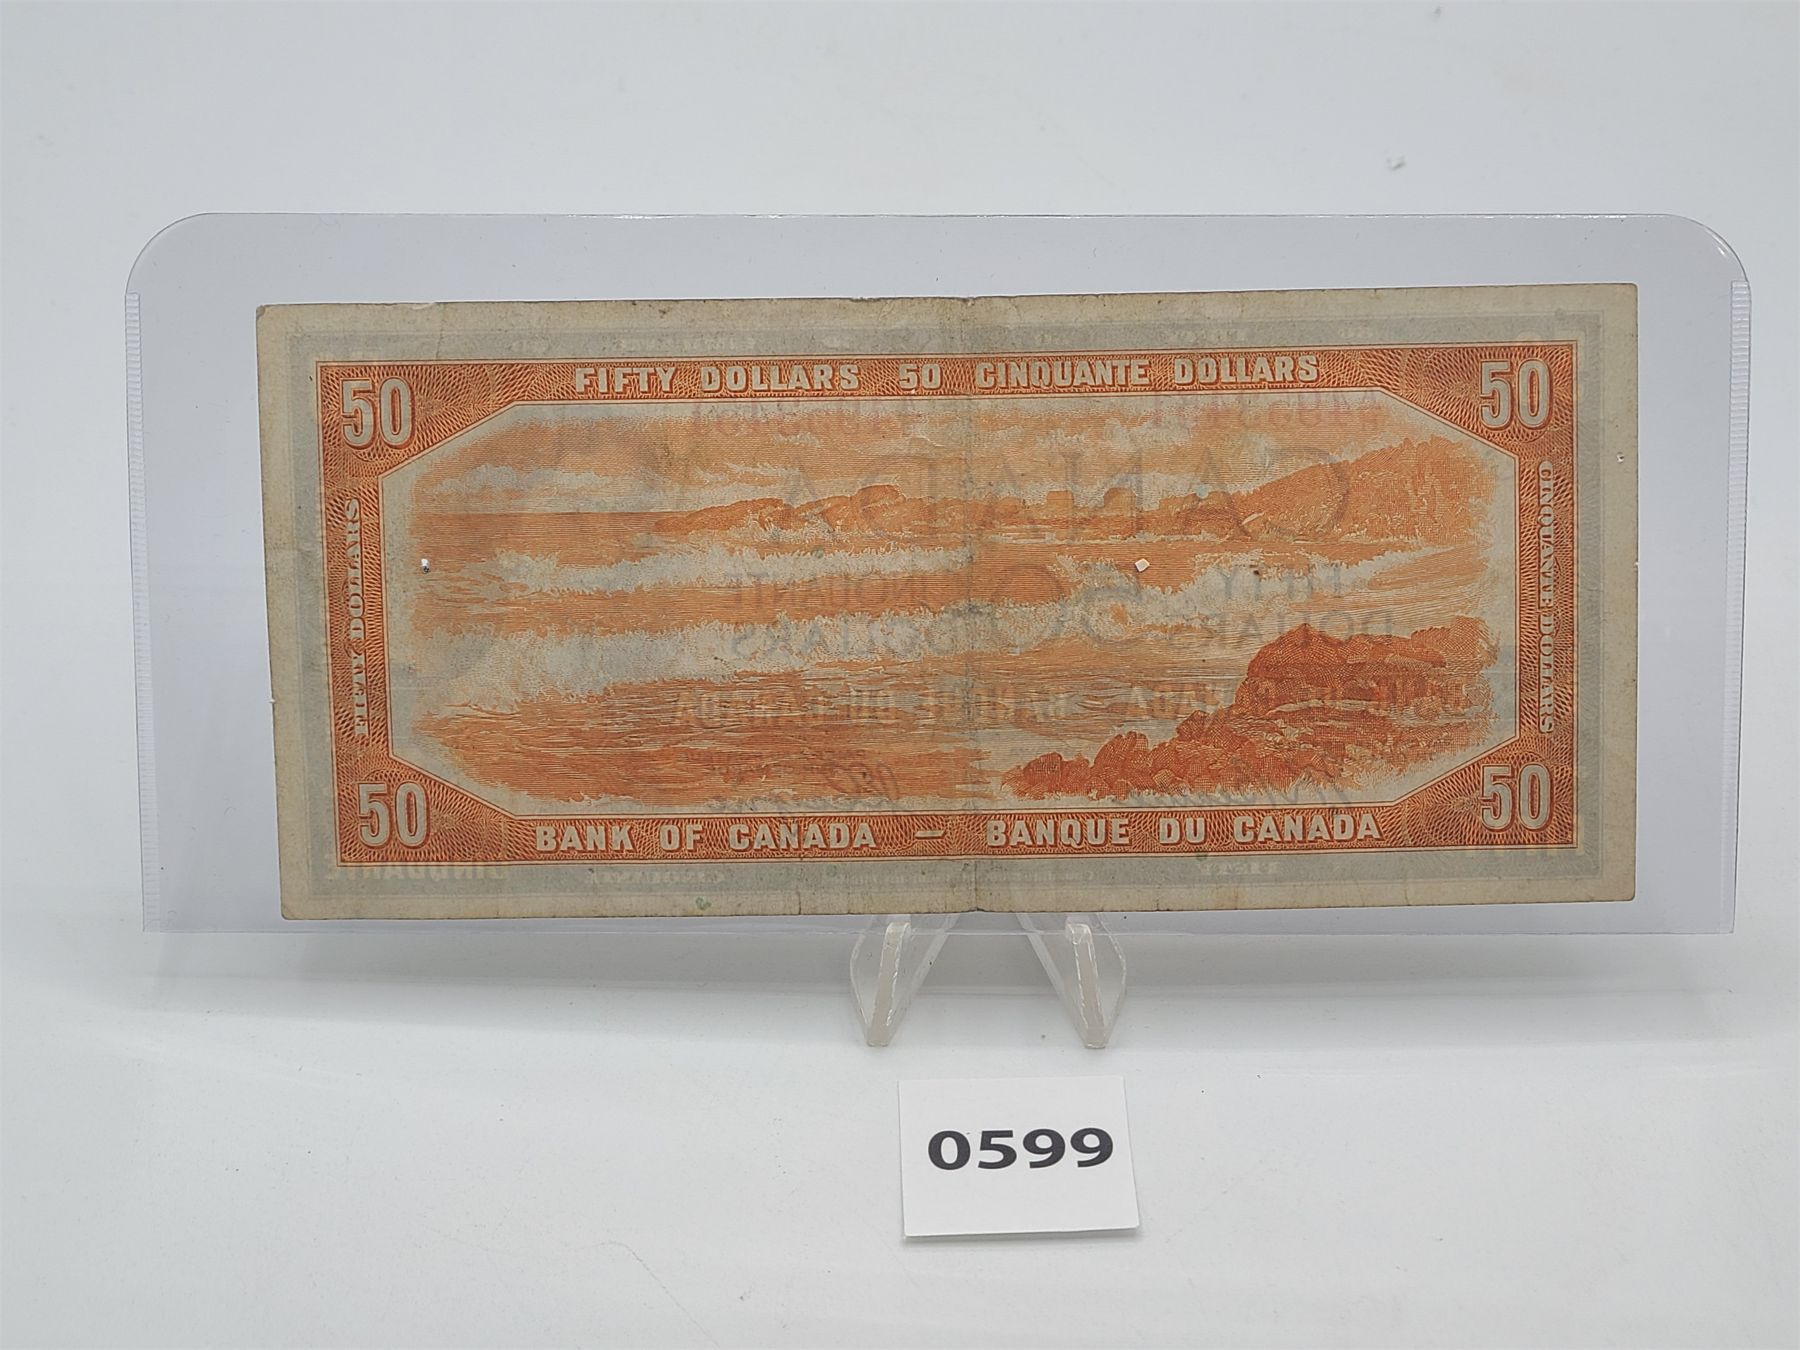 50 FIFTY DOLLARS 50 CINQUANTE DOLLARS 50
FIFTY DOLLARS
CINQUANTE DOLLARS
50 BANK OF CANADA — BANQUE DU CANADA 50
0599